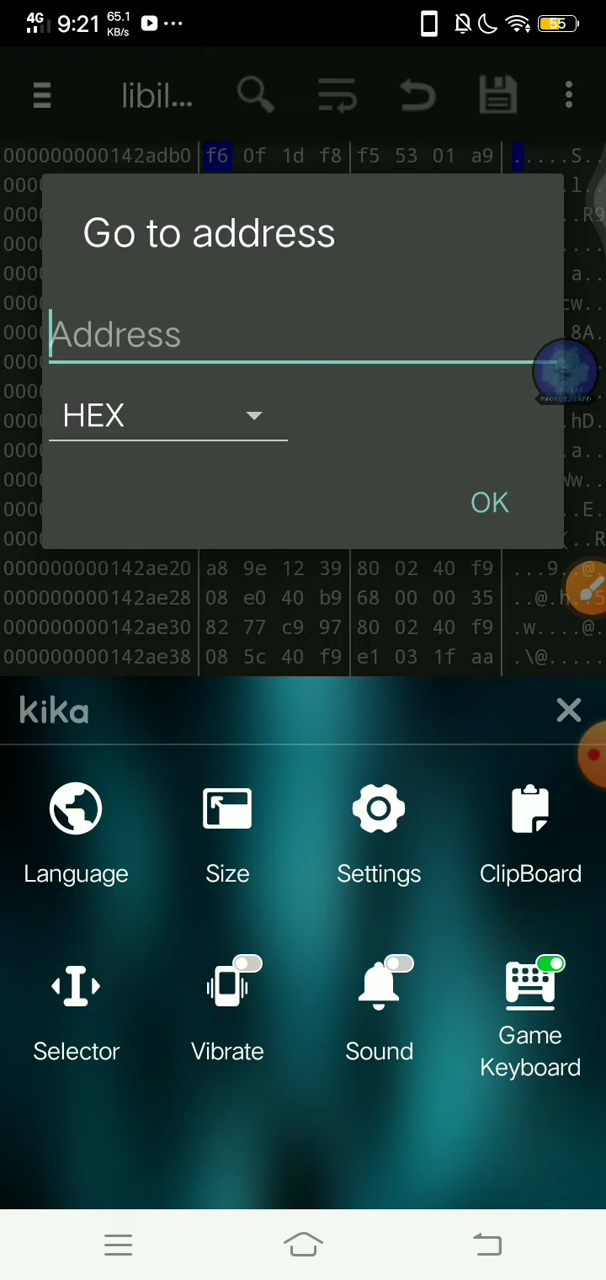 4G 9:21 65.1 KB/s 55
libil...
000000000142adb0 f6 0f 1d f8 f5 53 01 a9 .....S..
Go to address
Address
HEX
OK
000000000142ae20 a8 9e 12 39 80 02 40 f9 ...9..@.
000000000142ae28 08 e0 40 b9 68 00 00 35 ..@.h..5
000000000142ae30 82 77 c9 97 80 02 40 f9 .w....@.
000000000142ae38 08 5c 40 f9 e1 03 1f aa .\@.....
kika
Language Size Settings ClipBoard
Selector Vibrate Sound Game Keyboard